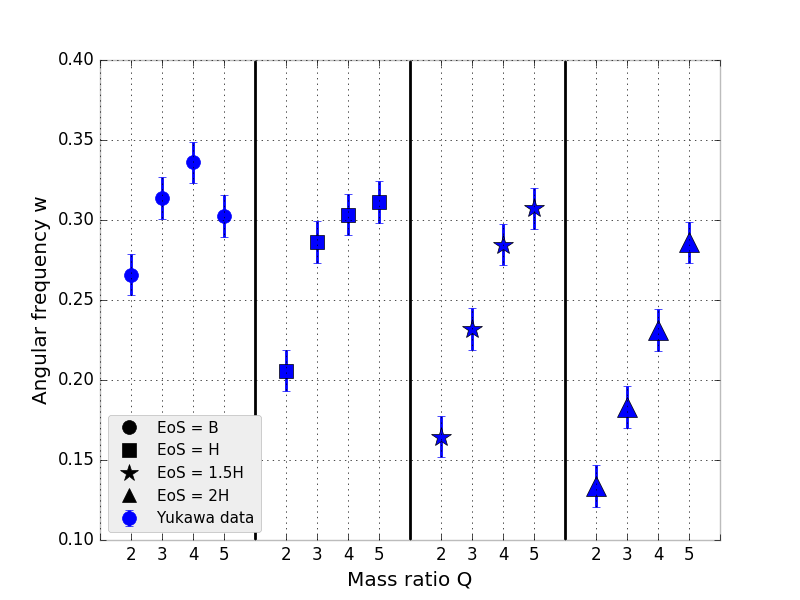 0.40
0.35
0.30
0.25
0.20
0.15
0.10
Angular frequency w
EoS = B
EoS = H
EoS = 1.5H
EoS = 2H
Yukawa data
2 3 4 5 2 3 4 5 2 3 4 5 2 3 4 5
Mass ratio Q